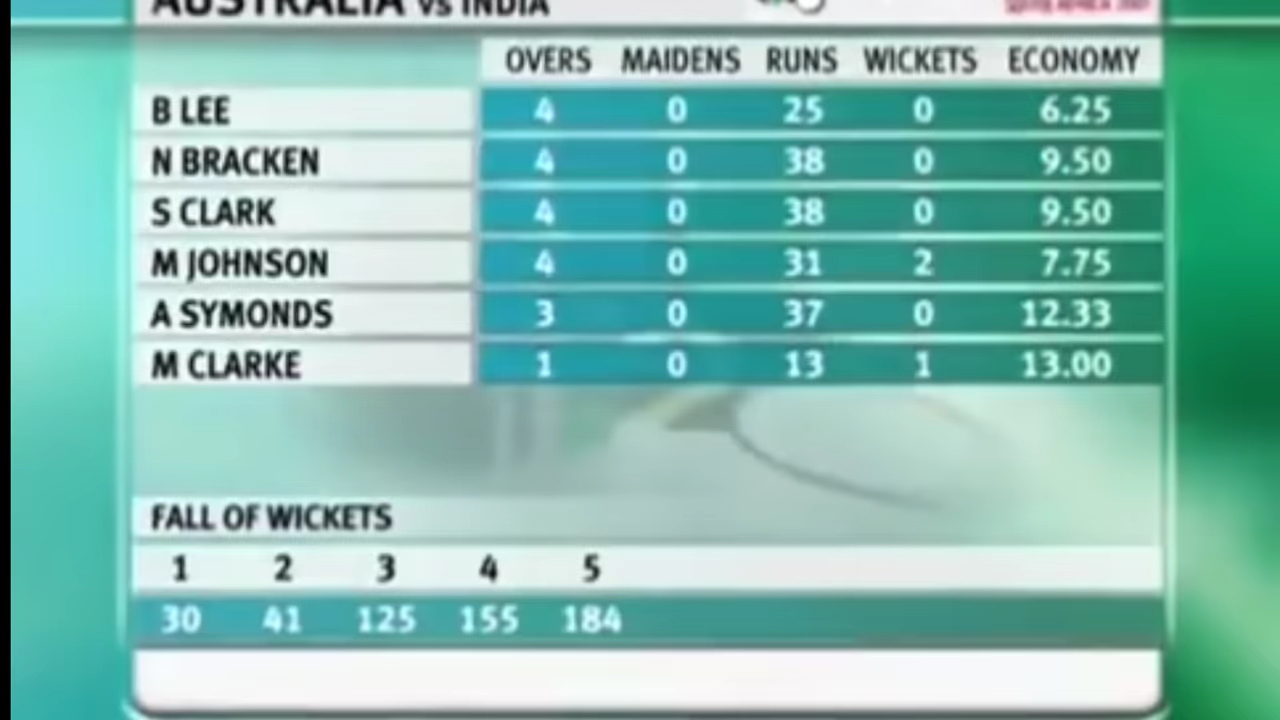 AUSTRALIA vs INDIA
OVERS MAIDENS RUNS WICKETS ECONOMY
B LEE 4 0 25 0 6.25
N BRACKEN 4 0 38 0 9.50
S CLARK 4 0 38 0 9.50
M JOHNSON 4 0 31 2 7.75
A SYMONDS 3 0 37 0 12.33
M CLARKE 1 0 13 1 13.00
FALL OF WICKETS
1 2 3 4 5
30 41 125 155 184